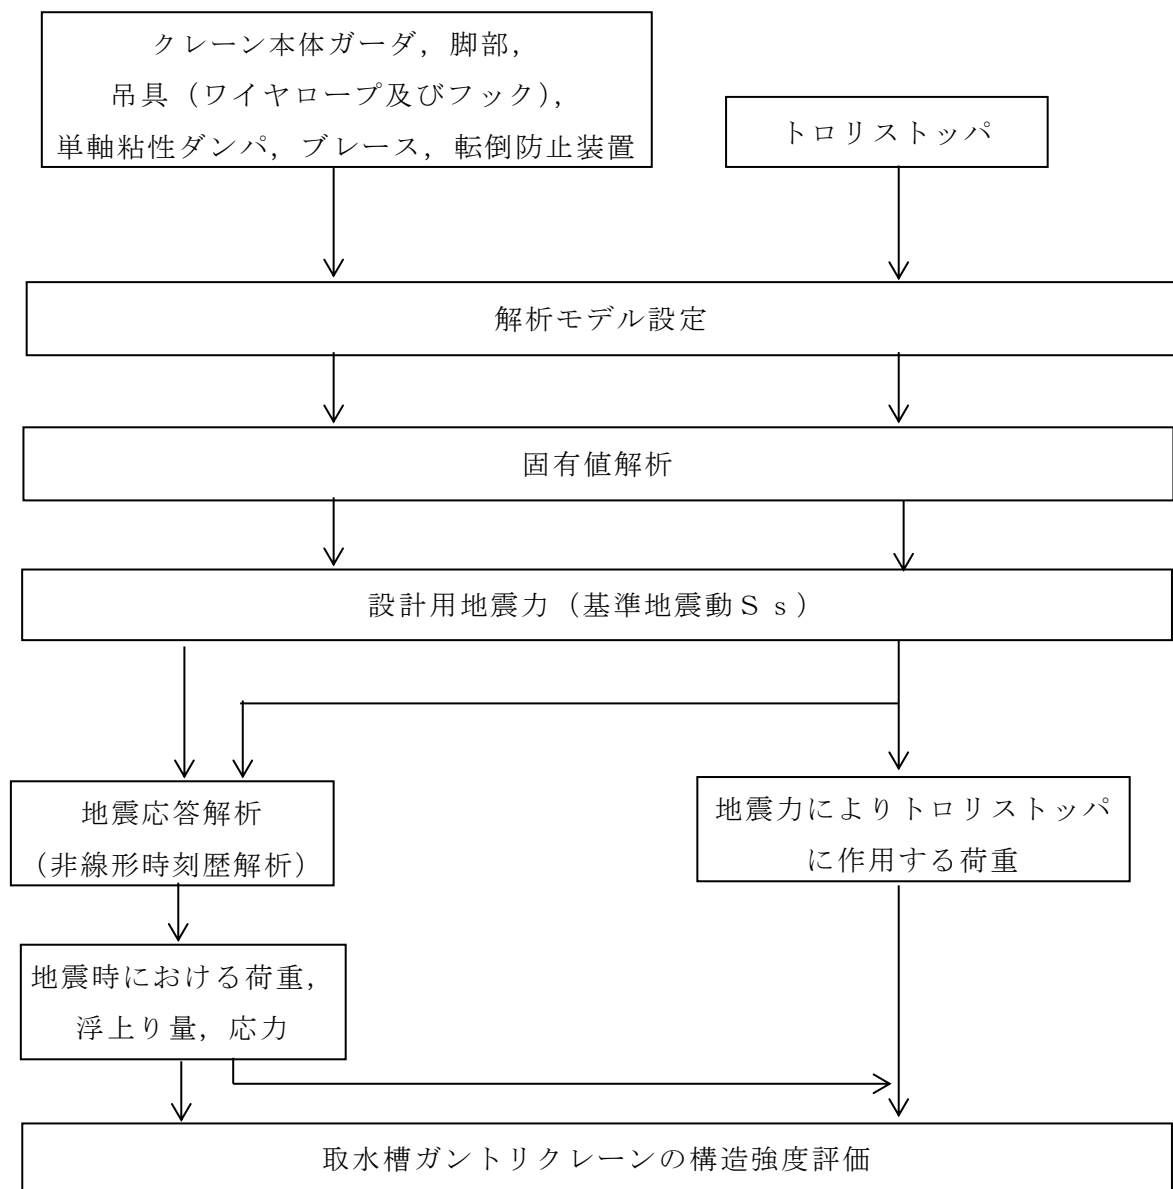 クレーン本体ガーダ，脚部，
吊具（ワイヤロープ及びフック），
単軸粘性ダンパ，ブレース，転倒防止装置
トロリストッパ
解析モデル設定
固有値解析
設計用地震力（基準地震動Ｓｓ）
地震応答解析
（非線形時刻歴解析）
地震力によりトロリストッパ
に作用する荷重
地震時における荷重，
浮上り量，応力
取水槽ガントリクレーンの構造強度評価